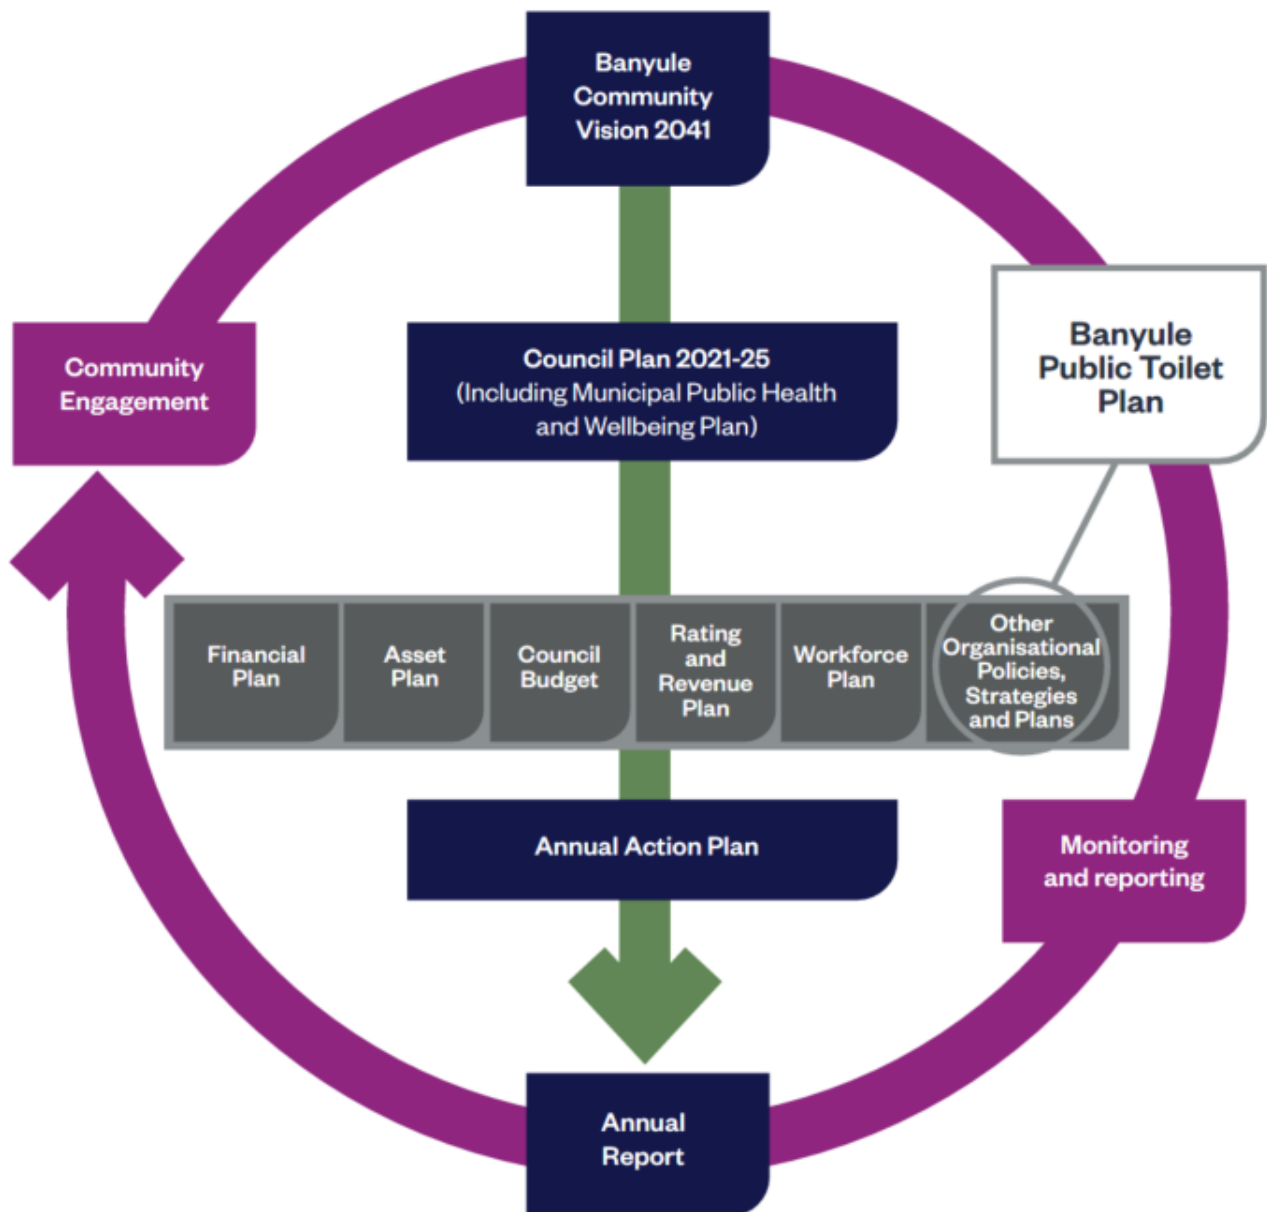 Banyule
Community
Vision 2041
Community
Engagement
Council Plan 2021-25
(Including Municipal Public Health
and Wellbeing Plan)
Banyule
Public Toilet
Plan
Financial
Plan
Asset
Plan
Council
Budget
Rating
and
Revenue
Plan
Workforce
Plan
Other
Organisational
Policies,
Strategies
and Plans
Annual Action Plan
Monitoring
and reporting
Annual
Report